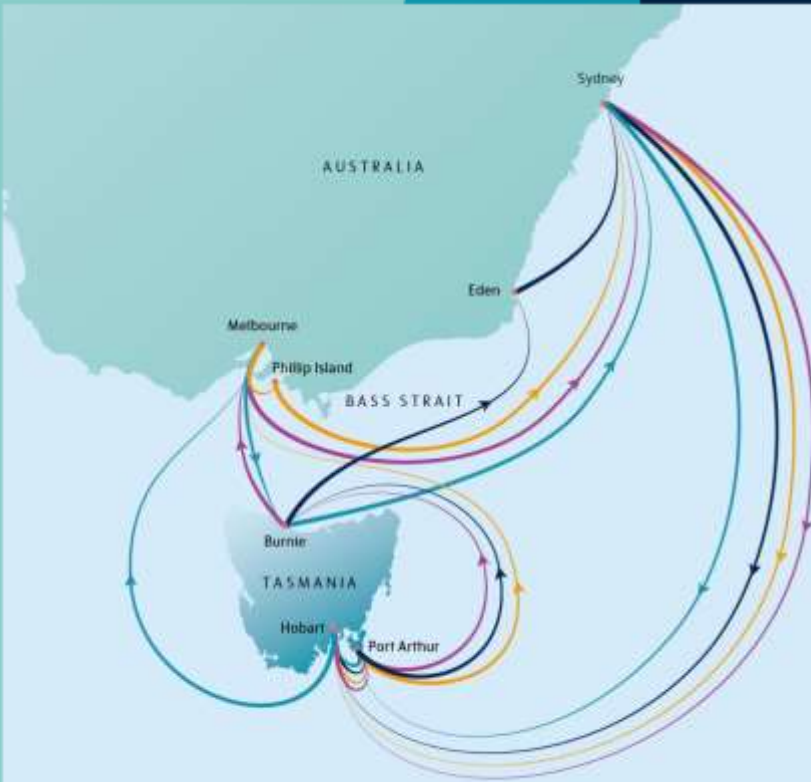 Sydney
AUSTRALIA
Eden
Melbourne
Phillip Island
BASS STRAIT
Burnie
TASMANIA
Hobart
Port Arthur